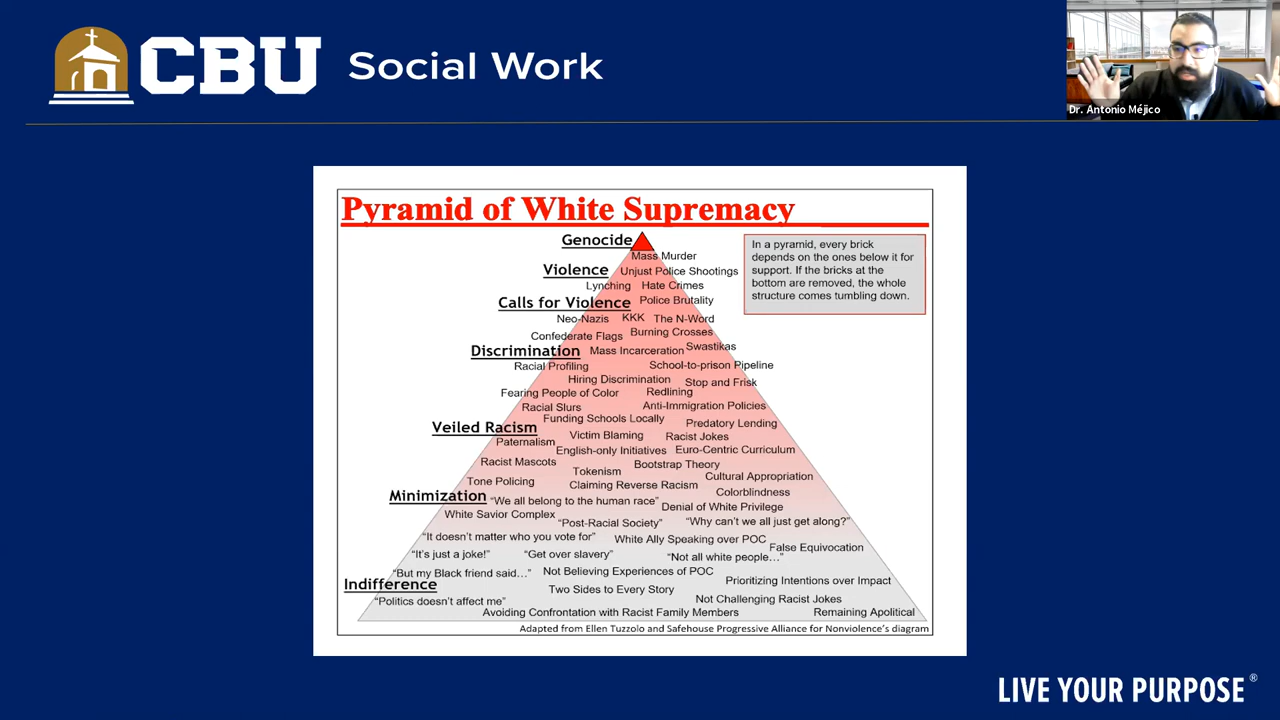 CBU Social Work
Dr. Antonio Méjico
Pyramid of White Supremacy
In a pyramid, every brick
depends on the ones below it for
support. If the bricks at the
bottom are removed, the whole
structure comes tumbling down.
Genocide
Mass Murder
Violence Unjust Police Shootings
Lynching Hate Crimes
Calls for Violence Police Brutality
Neo-Nazis KKK The N-Word
Confederate Flags Burning Crosses
Swastikas
Discrimination Mass Incarceration
Racial Profiling School-to-prison Pipeline
Hiring Discrimination Stop and Frisk
Fearing People of Color Redlining
Racial Slurs Anti-Immigration Policies
Funding Schools Locally Predatory Lending
Veiled Racism Victim Blaming Racist Jokes
Paternalism English-only Initiatives Euro-Centric Curriculum
Racist Mascots Tokenism Bootstrap Theory
Tone Policing Claiming Reverse Racism Cultural Appropriation
Colorblindness
Minimization "We all belong to the human race" Denial of White Privilege
White Savior Complex "Post-Racial Society" "Why can't we all just get along?"
"It doesn't matter who you vote for" White Ally Speaking over POC False Equivocation
"It's just a joke!" "Get over slavery" "Not all white people…"
"But my Black friend said…" Not Believing Experiences of POC Prioritizing Intentions over Impact
Indifference Two Sides to Every Story
"Politics doesn't affect me" Not Challenging Racist Jokes
Avoiding Confrontation with Racist Family Members Remaining Apolitical
Adapted from Ellen Tuzzolo and Safehouse Progressive Alliance for Nonviolence's diagram
LIVE YOUR PURPOSE®